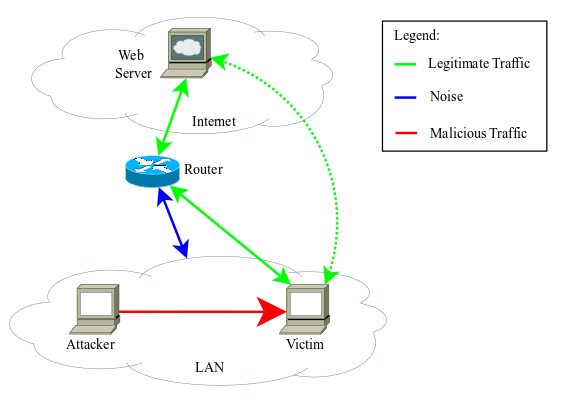 Web
Server
Internet
Router
Attacker
Victim
LAN
Legend:
Legitimate Traffic
Noise
Malicious Traffic